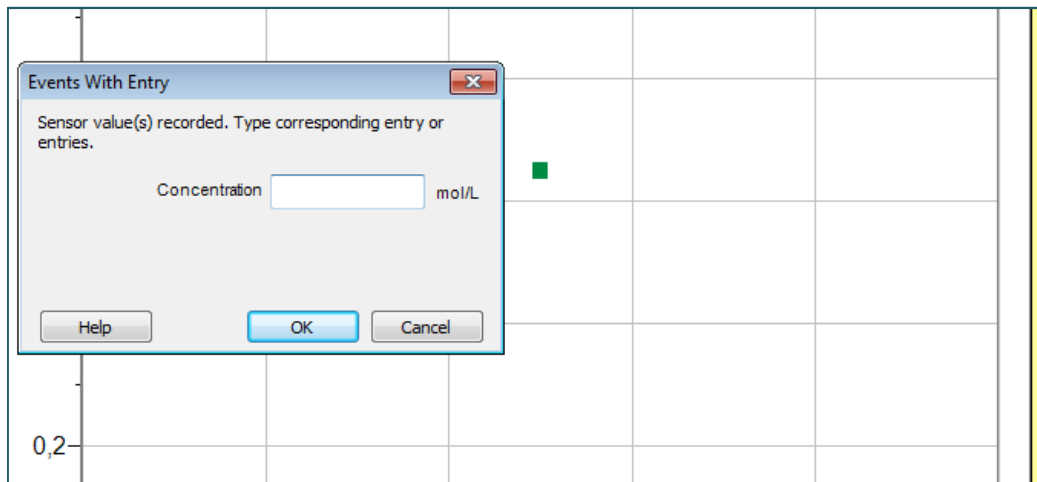 Events With Entry
Sensor value(s) recorded. Type corresponding entry or
entries.
Concentration mol/L
Help OK Cancel
0,2